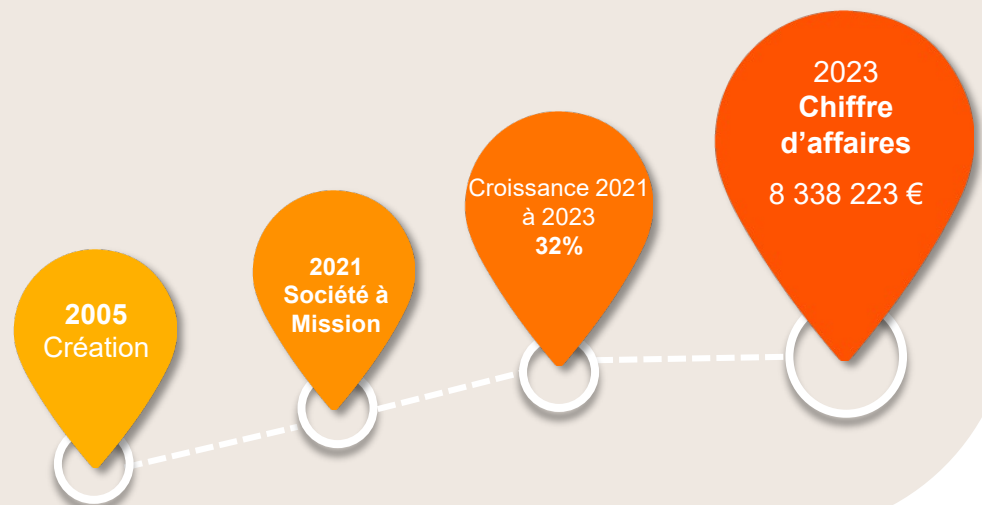 2005
Création
2021
Société à
Mission
Croissance 2021
à 2023
32%
2023
Chiffre
d’affaires
8 338 223 €